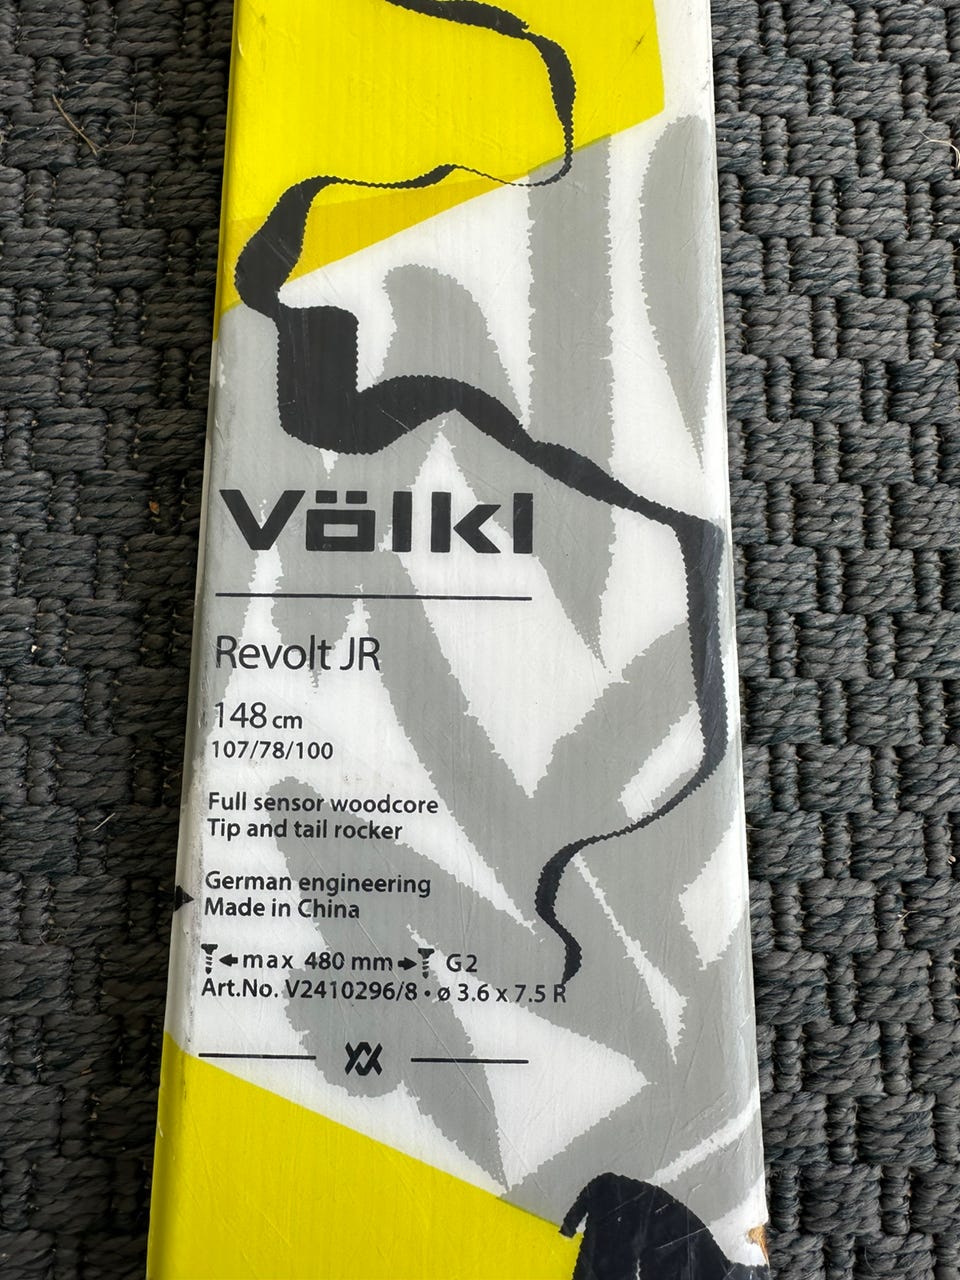 Völkl
Revolt JR
148 cm
107/78/100
Full sensor woodcore
Tip and tail rocker
German engineering
Made in China
max 480 mm G2
Art.No. V2410296/8 • ø 3.6 x 7.5 R